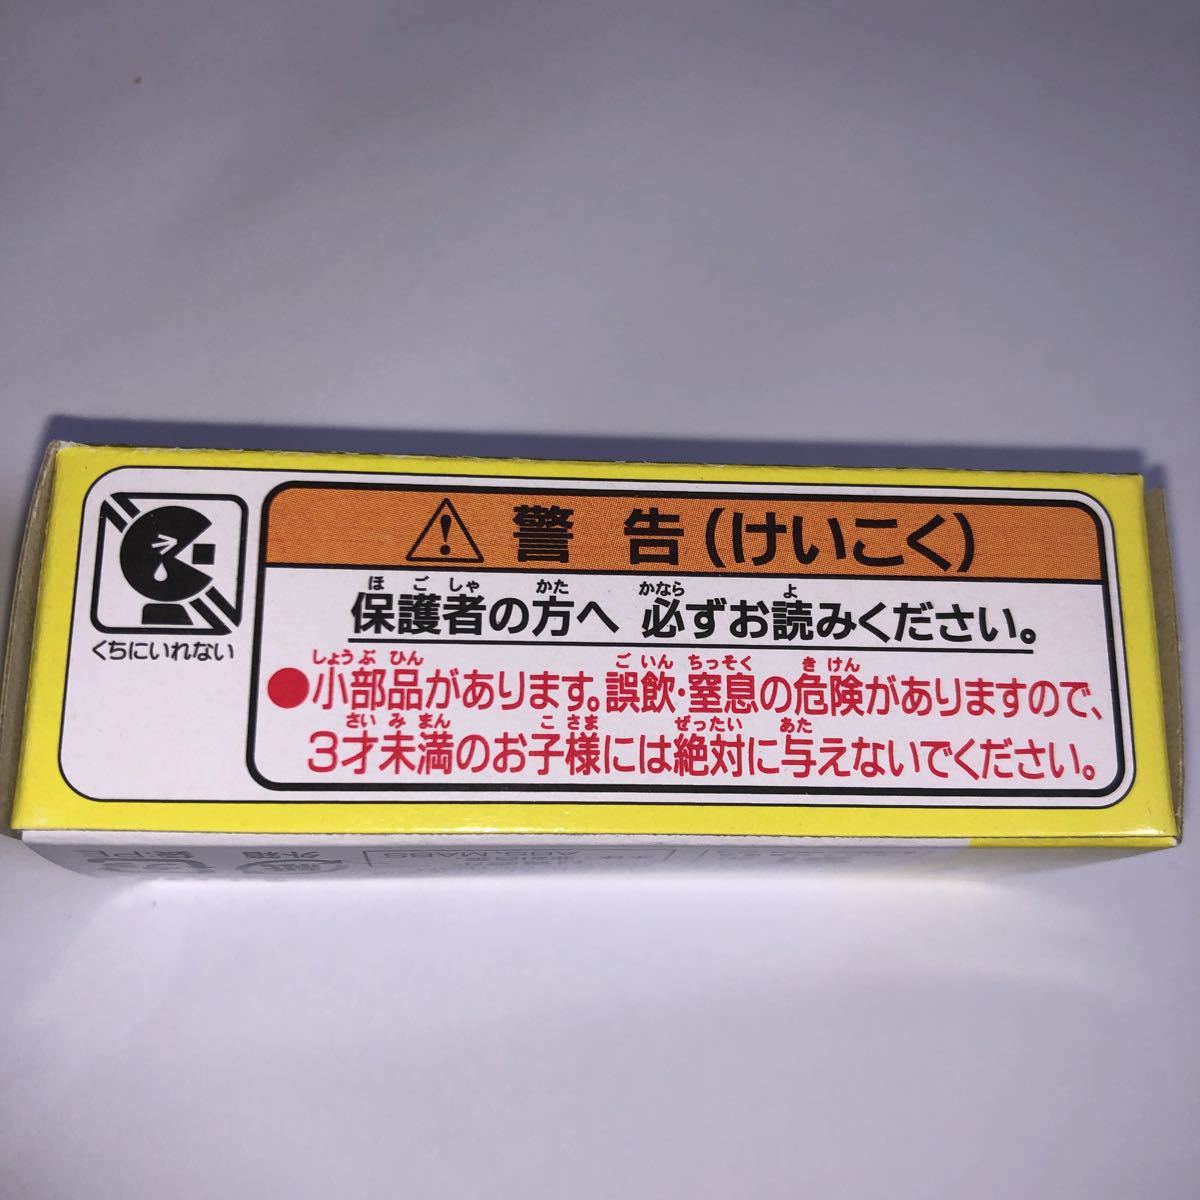 くちにいれない
警告(けいこく)
ほごしゃ かた かなら よ
保護者の方へ 必ずお読みください。
しょうぶひん ごいん ちっそく きけん
●小部品があります。誤飲・窒息の危険がありますので、
さいみまん こさま ぜったい あた
3才未満のお子様には絶対に与えないでください。
外箱
ABS・MABS